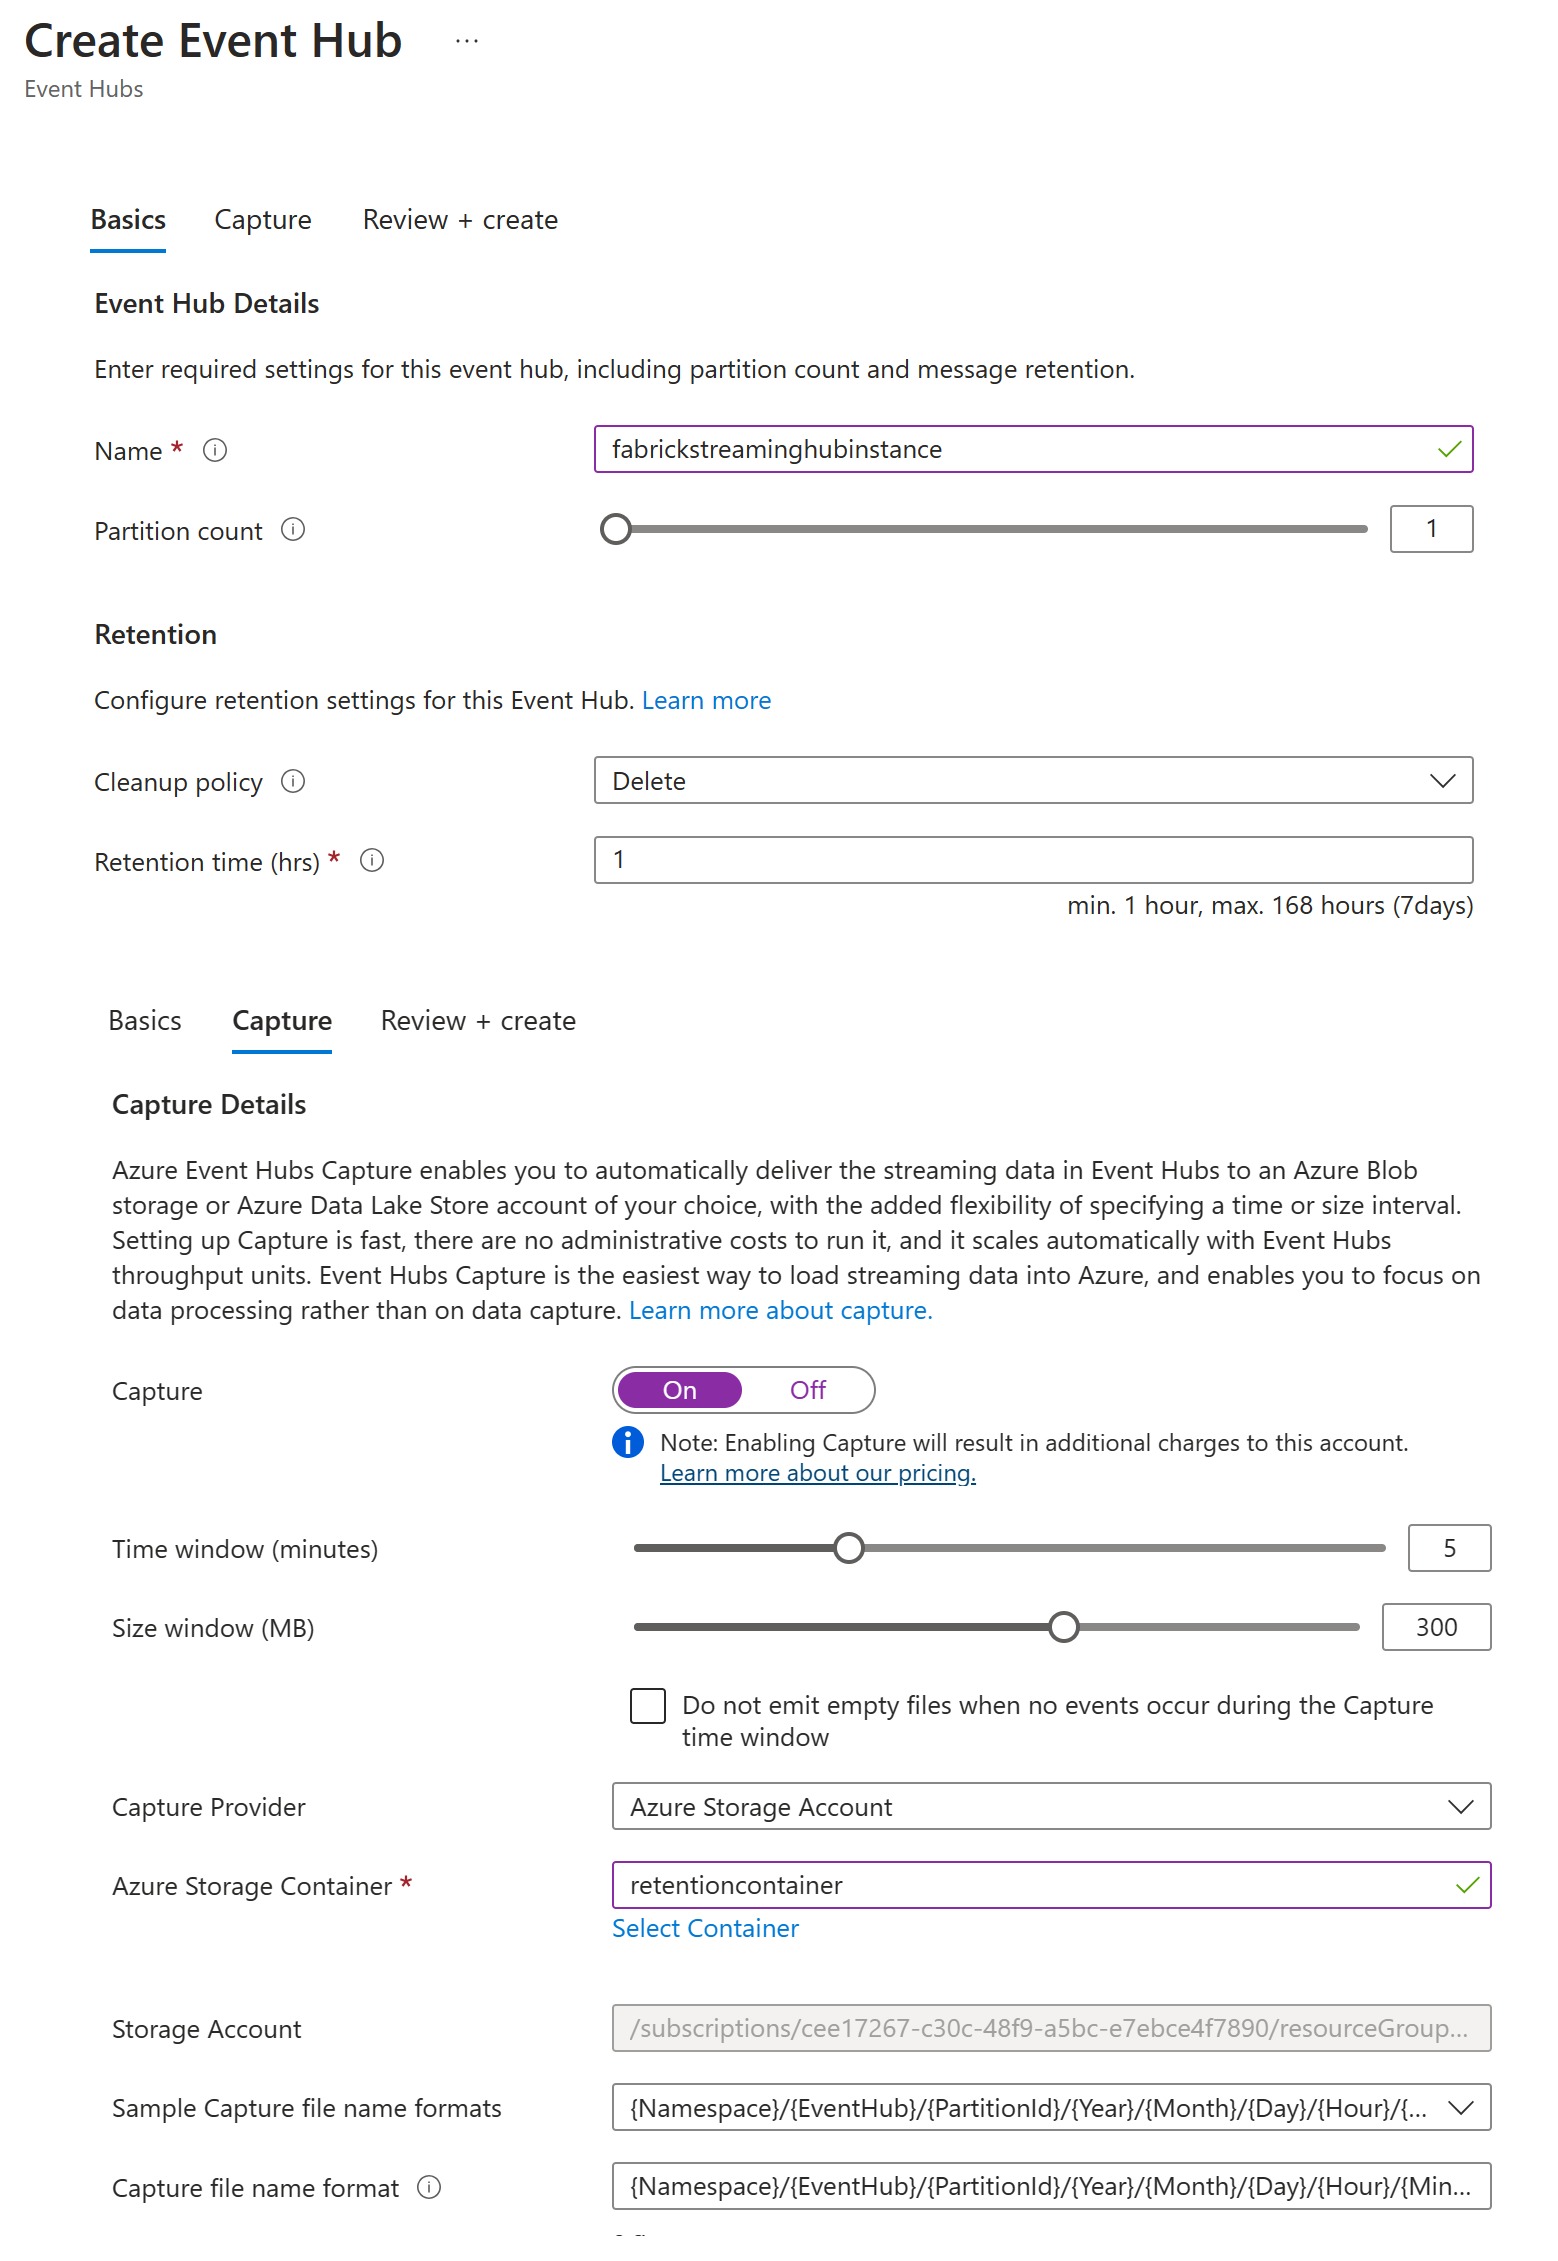 Create Event Hub ...
Event Hubs
Basics Capture Review + create
Event Hub Details
Enter required settings for this event hub, including partition count and message retention.
Name * fabrickstreaminghubinstance
Partition count 1
Retention
Configure retention settings for this Event Hub. Learn more
Cleanup policy Delete
Retention time (hrs) * 1
min. 1 hour, max. 168 hours (7days)
Basics Capture Review + create
Capture Details
Azure Event Hubs Capture enables you to automatically deliver the streaming data in Event Hubs to an Azure Blob
storage or Azure Data Lake Store account of your choice, with the added flexibility of specifying a time or size interval.
Setting up Capture is fast, there are no administrative costs to run it, and it scales automatically with Event Hubs
throughput units. Event Hubs Capture is the easiest way to load streaming data into Azure, and enables you to focus on
data processing rather than on data capture. Learn more about capture.
Capture On Off
Note: Enabling Capture will result in additional charges to this account.
Learn more about our pricing.
Time window (minutes) 5
Size window (MB) 300
Do not emit empty files when no events occur during the Capture
time window
Capture Provider Azure Storage Account
Azure Storage Container * retentioncontainer
Select Container
Storage Account /subscriptions/cee17267-c30c-48f9-a5bc-e7ebce4f7890/resourceGroup...
Sample Capture file name formats {Namespace}/{EventHub}/{PartitionId}/{Year}/{Month}/{Day}/{Hour}/{...
Capture file name format {Namespace}/{EventHub}/{PartitionId}/{Year}/{Month}/{Day}/{Hour}/{Min...